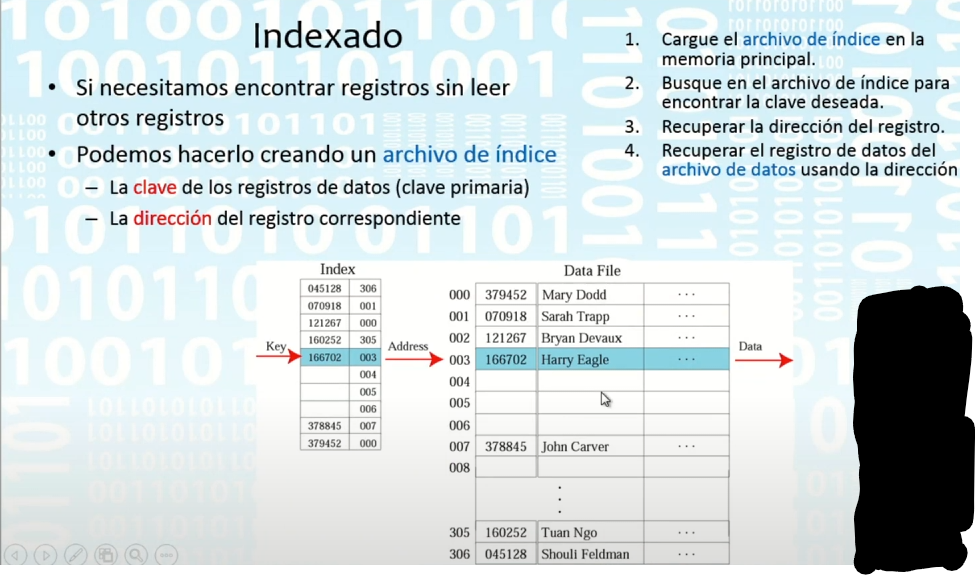 Indexado
• Si necesitamos encontrar registros sin leer
otros registros
• Podemos hacerlo creando un archivo de índice
– La clave de los registros de datos (clave primaria)
– La dirección del registro correspondiente
1. Cargue el archivo de índice en la
memoria principal.
2. Busque en el archivo de índice para
encontrar la clave deseada.
3. Recuperar la dirección del registro.
4. Recuperar el registro de datos del
archivo de datos usando la dirección
Index
045128 306
070918 001
121267 000
160252 305
166702 003
004
005
006
378845 007
379452 000
Key
Address
Data File
000 379452 Mary Dodd ...
001 070918 Sarah Trapp ...
002 121267 Bryan Devaux ...
003 166702 Harry Eagle ...
004
005
006
007 378845 John Carver ...
008
305 160252 Tuan Ngo ...
306 045128 Shouli Feldman ...
Data